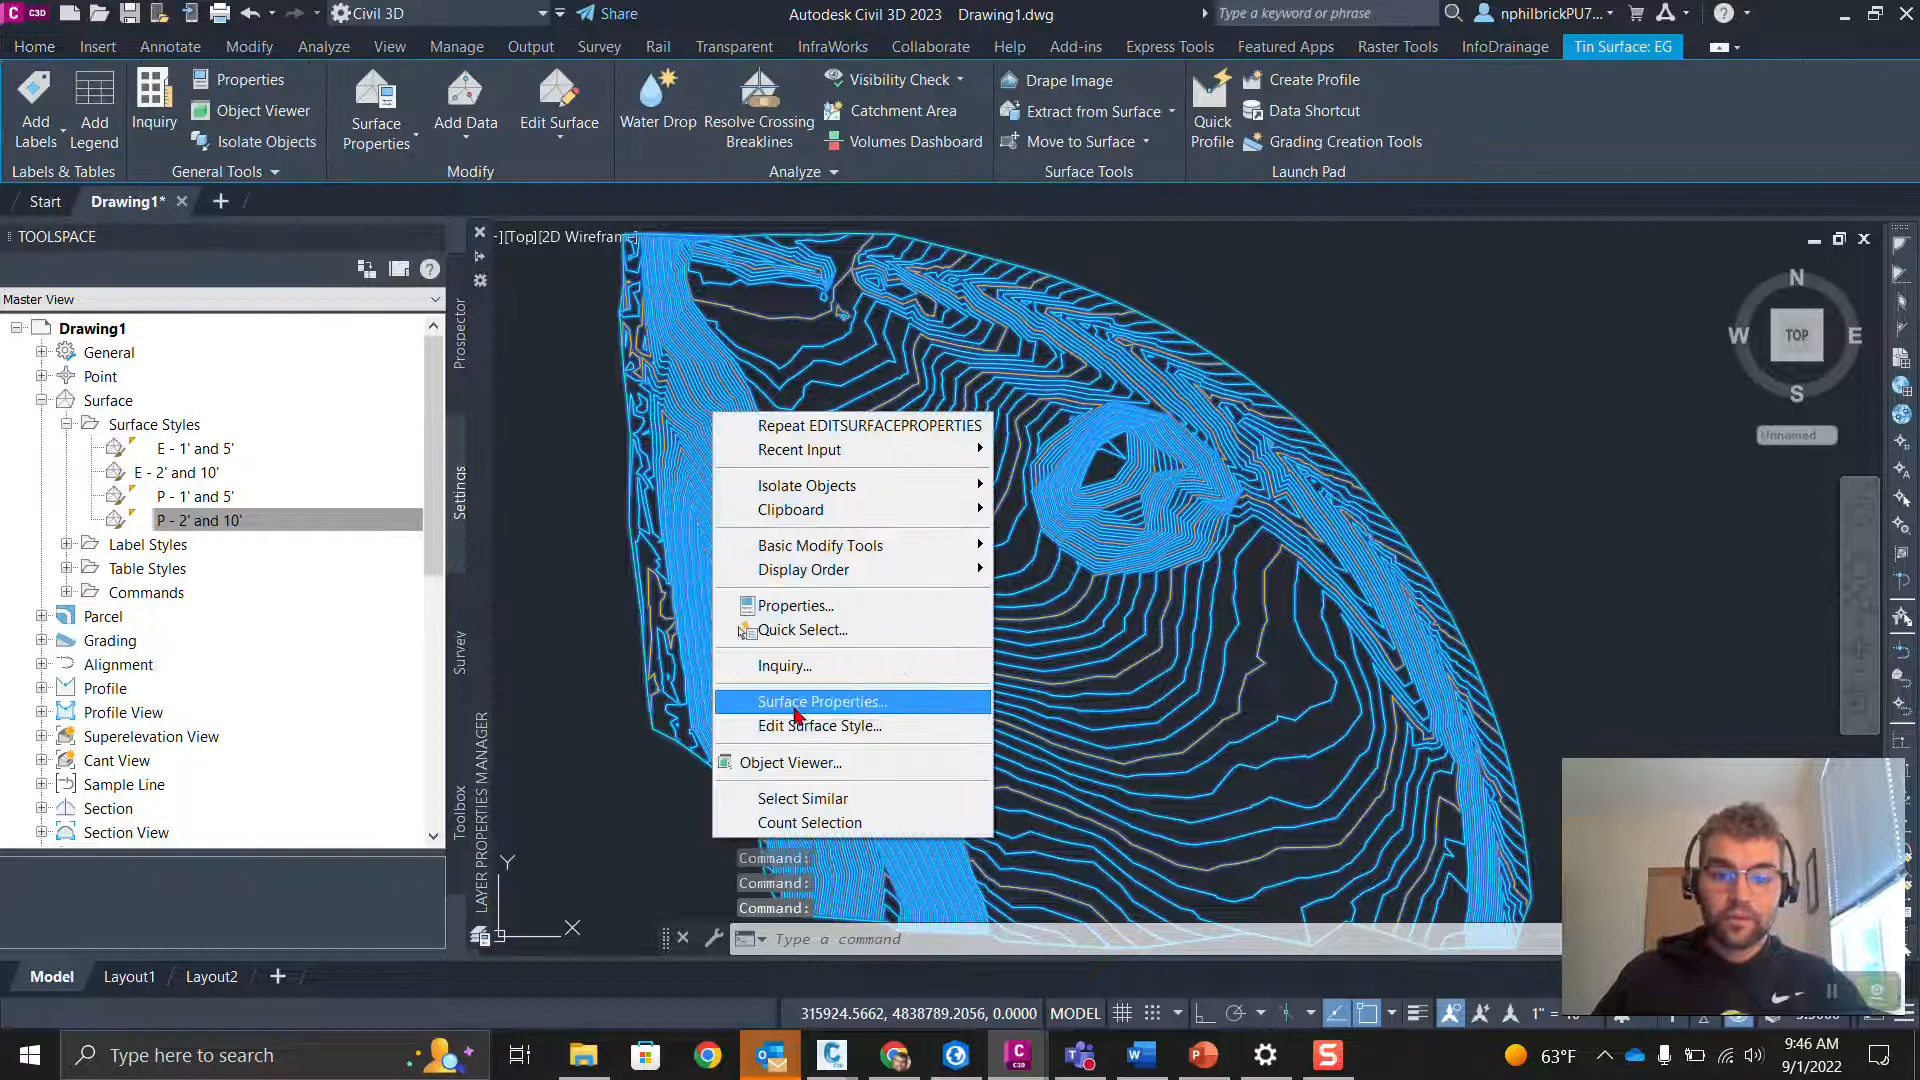 C3D Civil 3D Share Autodesk Civil 3D 2023 Drawing1.dwg Type a keyword or phrase nphilbrickPU7...
Home Insert Annotate Modify Analyze View Manage Output Survey Rail Transparent InfraWorks Collaborate Help Add-ins Express Tools Featured Apps Raster Tools InfoDrainage Tin Surface: EG
Add Labels
Add Legend
Labels & Tables
Inquiry
Properties
Object Viewer
Isolate Objects
General Tools
Surface Properties
Add Data
Edit Surface
Modify
Water Drop
Resolve Crossing Breaklines
Visibility Check
Catchment Area
Volumes Dashboard
Analyze
Drape Image
Extract from Surface
Move to Surface
Surface Tools
Quick Profile
Create Profile
Data Shortcut
Grading Creation Tools
Launch Pad
Start Drawing1*
TOOLSPACE
Master View
Drawing1
General
Point
Surface
Surface Styles
E - 1' and 5'
E - 2' and 10'
P - 1' and 5'
P - 2' and 10'
Label Styles
Table Styles
Commands
Parcel
Grading
Alignment
Profile
Profile View
Superelevation View
Cant View
Sample Line
Section
Section View
Prospector
Settings
Survey
Toolbox
LAYER PROPERTIES MANAGER
-][Top][2D Wireframe]
N
W TOP E
S
Unnamed
Repeat EDITSURFACEPROPERTIES
Recent Input
Isolate Objects
Clipboard
Basic Modify Tools
Display Order
Properties...
Quick Select...
Inquiry...
Surface Properties...
Edit Surface Style...
Object Viewer...
Select Similar
Count Selection
Command:
Command:
Command:
Type a command
Y
X
Model Layout1 Layout2
315924.5662, 4838789.2056, 0.0000 MODEL
Type here to search
63°F
9:46 AM
9/1/2022